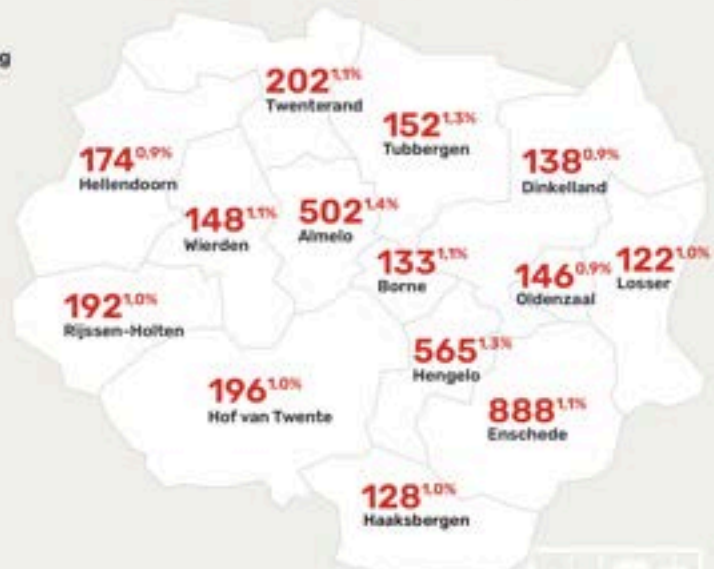 g
202 1,1%
Twenterand
152 1,3%
Tubbergen
174 0,9%
Hellendoorn
138 0,9%
Dinkelland
148 1,1%
Wierden
502 1,4%
Almelo
133 1,1%
Borne
146 0,9%
Oldenzaal
122 1,0%
Losser
192 1,0%
Rijssen-Holten
565 1,3%
Hengelo
196 1,0%
Hof van Twente
888 1,1%
Enschede
128 1,0%
Haaksbergen